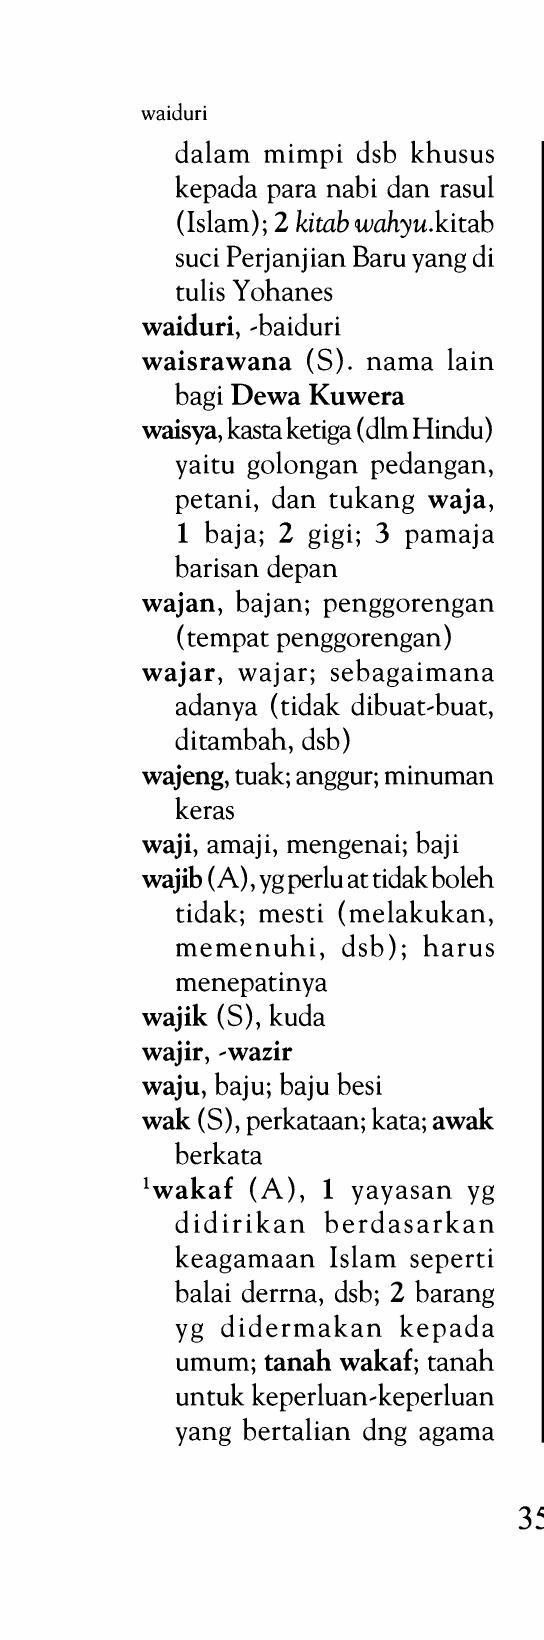 waiduri
dalam mimpi dsb khusus
kepada para nabi dan rasul
(Islam); 2 kitab wahyu.kitab
suci Perjanjian Baru yang di
tulis Yohanes
waiduri, -baiduri
waisrawana (S). nama lain
bagi Dewa Kuwera
waisya, kasta ketiga (dlm Hindu)
yaitu golongan pedangan,
petani, dan tukang waja,
1 baja; 2 gigi; 3 pamaja
barisan depan
wajan, bajan; penggorengan
(tempat penggorengan)
wajar, wajar; sebagaimana
adanya (tidak dibuat-buat,
ditambah, dsb)
wajeng, tuak; anggur; minuman
keras
waji, amaji, mengenai; baji
wajib (A), yg perlu at tidak boleh
tidak; mesti (melakukan,
memenuhi, dsb); harus
menepatinya
wajik (S), kuda
wajir, -wazir
waju, baju; baju besi
wak (S), perkataan; kata; awak
berkata
¹wakaf (A), 1 yayasan yg
didirikan berdasarkan
keagamaan Islam seperti
balai derrna, dsb; 2 barang
yg didermakan kepada
umum; tanah wakaf; tanah
untuk keperluan-keperluan
yang bertalian dng agama